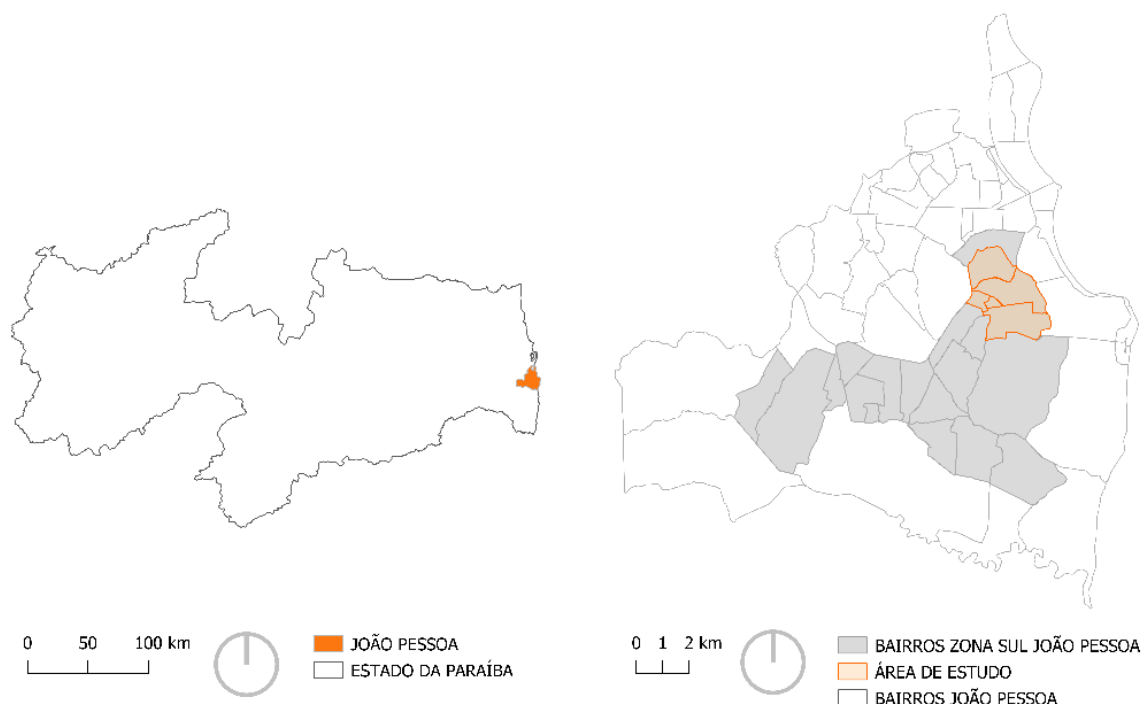 0 50 100 km
JOÃO PESSOA
ESTADO DA PARAÍBA
0 1 2 km
BAIRROS ZONA SUL JOÃO PESSOA
ÁREA DE ESTUDO
BAIRROS JOÃO PESSOA